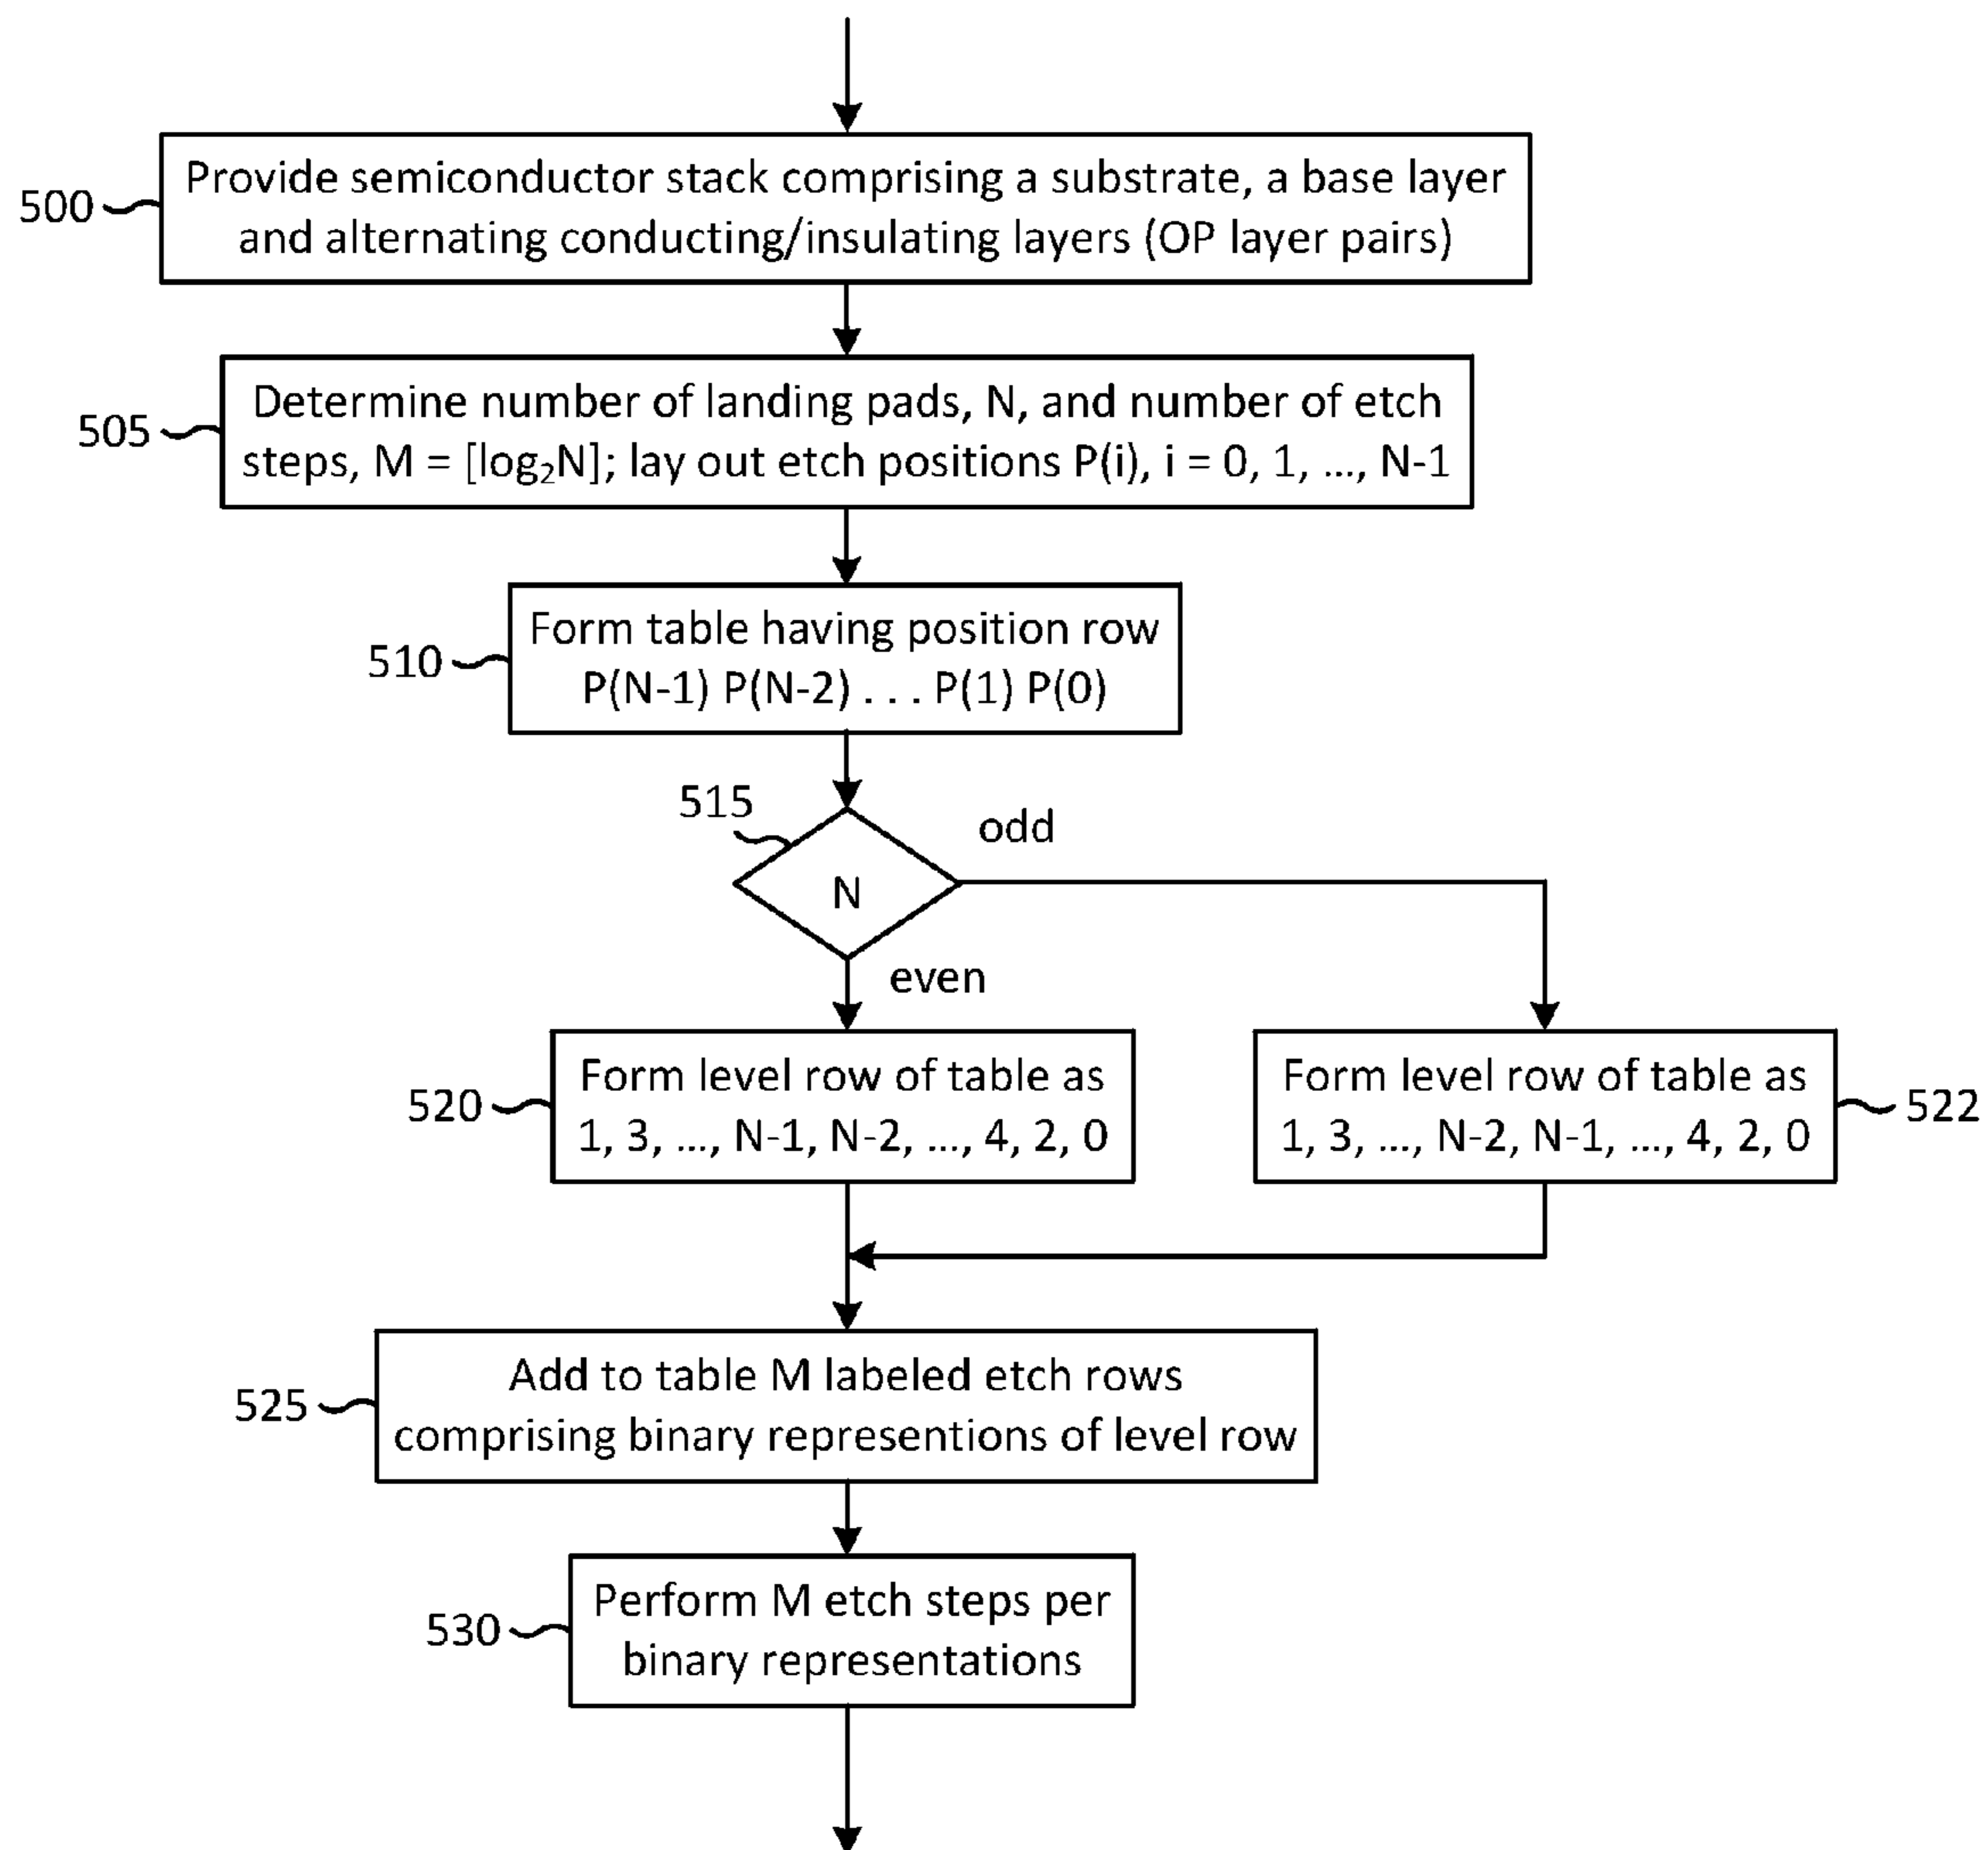 500
Provide semiconductor stack comprising a substrate, a base layer
and alternating conducting/insulating layers (OP layer pairs)
505
Determine number of landing pads, N, and number of etch
steps, M = [log₂N]; lay out etch positions P(i), i = 0, 1, ..., N-1
510
Form table having position row
P(N-1) P(N-2) . . . P(1) P(0)
515
N
odd
even
520
Form level row of table as
1, 3, ..., N-1, N-2, ..., 4, 2, 0
Form level row of table as
1, 3, ..., N-2, N-1, ..., 4, 2, 0
522
525
Add to table M labeled etch rows
comprising binary representions of level row
530
Perform M etch steps per
binary representations